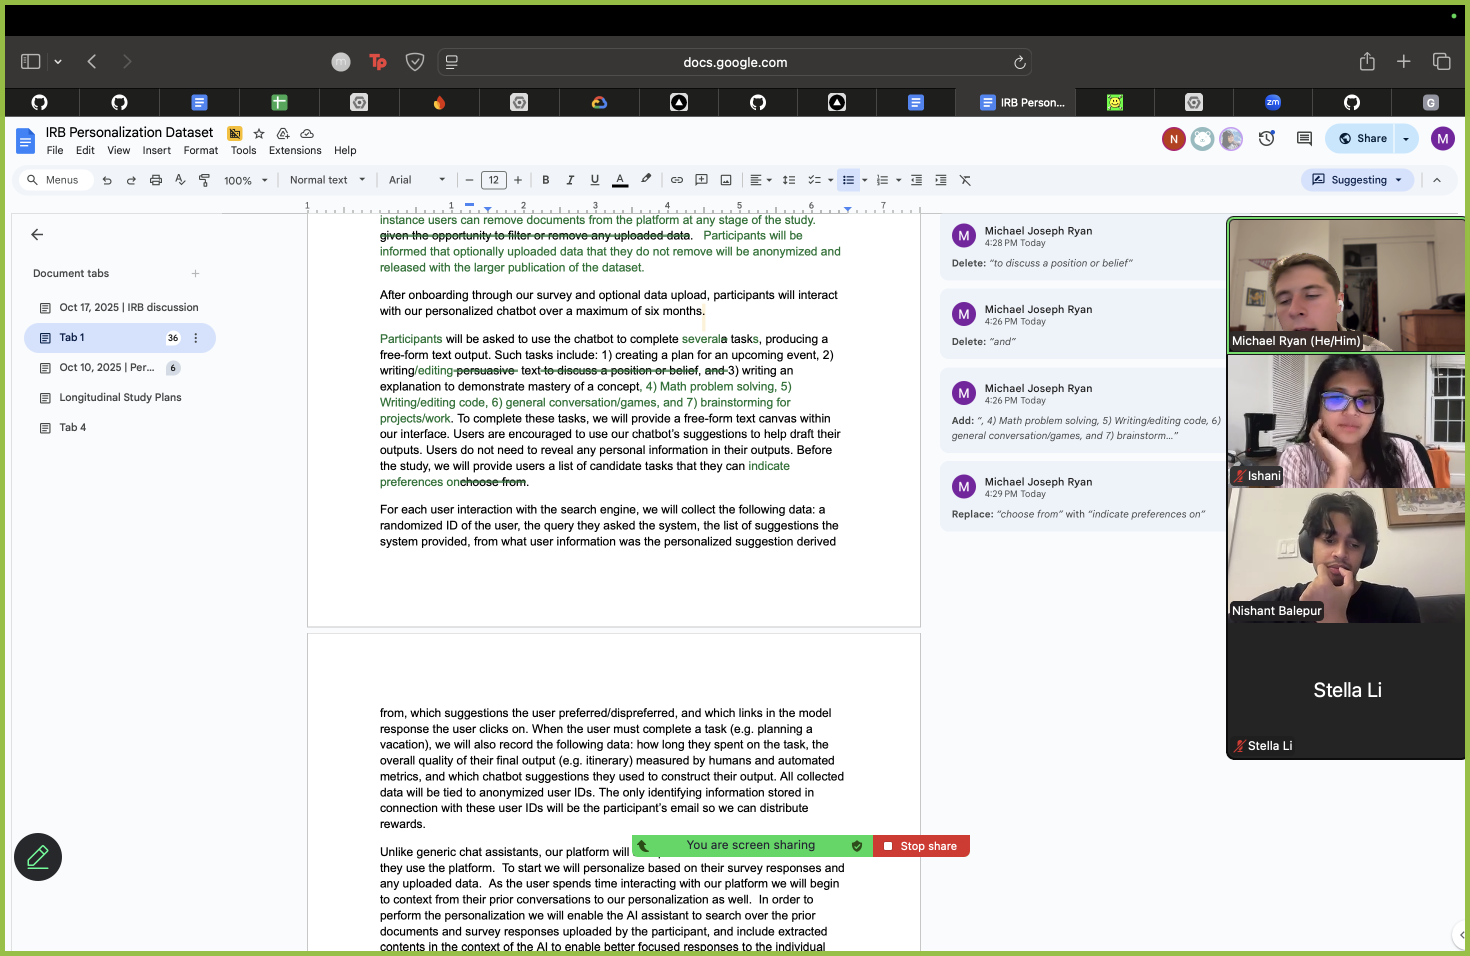 docs.google.com
IRB Person...
zm
G
m
Tp
IRB Personalization Dataset
File Edit View Insert Format Tools Extensions Help
N
Share
M
Menus
100%
Normal text
Arial
12
B I U A
Suggesting
1 1 2 3 4 5 6 7
Document tabs
Oct 17, 2025 | IRB discussion
Tab 1 36
Oct 10, 2025 | Per... 6
Longitudinal Study Plans
Tab 4
instance users can remove documents from the platform at any stage of the study.
given the opportunity to filter or remove any uploaded data. Participants will be
informed that optionally uploaded data that they do not remove will be anonymized and
released with the larger publication of the dataset.
After onboarding through our survey and optional data upload, participants will interact
with our personalized chatbot over a maximum of six months.
Participants will be asked to use the chatbot to complete severala tasks, producing a
free-form text output. Such tasks include: 1) creating a plan for an upcoming event, 2)
writing/editing persuasive text to discuss a position or belief, and 3) writing an
explanation to demonstrate mastery of a concept, 4) Math problem solving, 5)
Writing/editing code, 6) general conversation/games, and 7) brainstorming for
projects/work. To complete these tasks, we will provide a free-form text canvas within
our interface. Users are encouraged to use our chatbot's suggestions to help draft their
outputs. Users do not need to reveal any personal information in their outputs. Before
the study, we will provide users a list of candidate tasks that they can indicate
preferences onchoose from.
For each user interaction with the search engine, we will collect the following data: a
randomized ID of the user, the query they asked the system, the list of suggestions the
system provided, from what user information was the personalized suggestion derived
from, which suggestions the user preferred/dispreferred, and which links in the model
response the user clicks on. When the user must complete a task (e.g. planning a
vacation), we will also record the following data: how long they spent on the task, the
overall quality of their final output (e.g. itinerary) measured by humans and automated
metrics, and which chatbot suggestions they used to construct their output. All collected
data will be tied to anonymized user IDs. The only identifying information stored in
connection with these user IDs will be the participant's email so we can distribute
rewards.
Unlike generic chat assistants, our platform will
they use the platform. To start we will personalize based on their survey responses and
any uploaded data. As the user spends time interacting with our platform we will begin
to context from their prior conversations to our personalization as well. In order to
perform the personalization we will enable the AI assistant to search over the prior
documents and survey responses uploaded by the participant, and include extracted
contents in the context of the AI to enable better focused responses to the individual
You are screen sharing
Stop share
M
Michael Joseph Ryan
4:28 PM Today
Delete: "to discuss a position or belief"
M
Michael Joseph Ryan
4:26 PM Today
Delete: "and"
M
Michael Joseph Ryan
4:26 PM Today
Add: ", 4) Math problem solving, 5) Writing/editing code, 6)
general conversation/games, and 7) brainstorm..."
M
Michael Joseph Ryan
4:29 PM Today
Replace: "choose from" with "indicate preferences on"
Michael Ryan (He/Him)
Ishani
Nishant Balepur
Stella Li
Stella Li